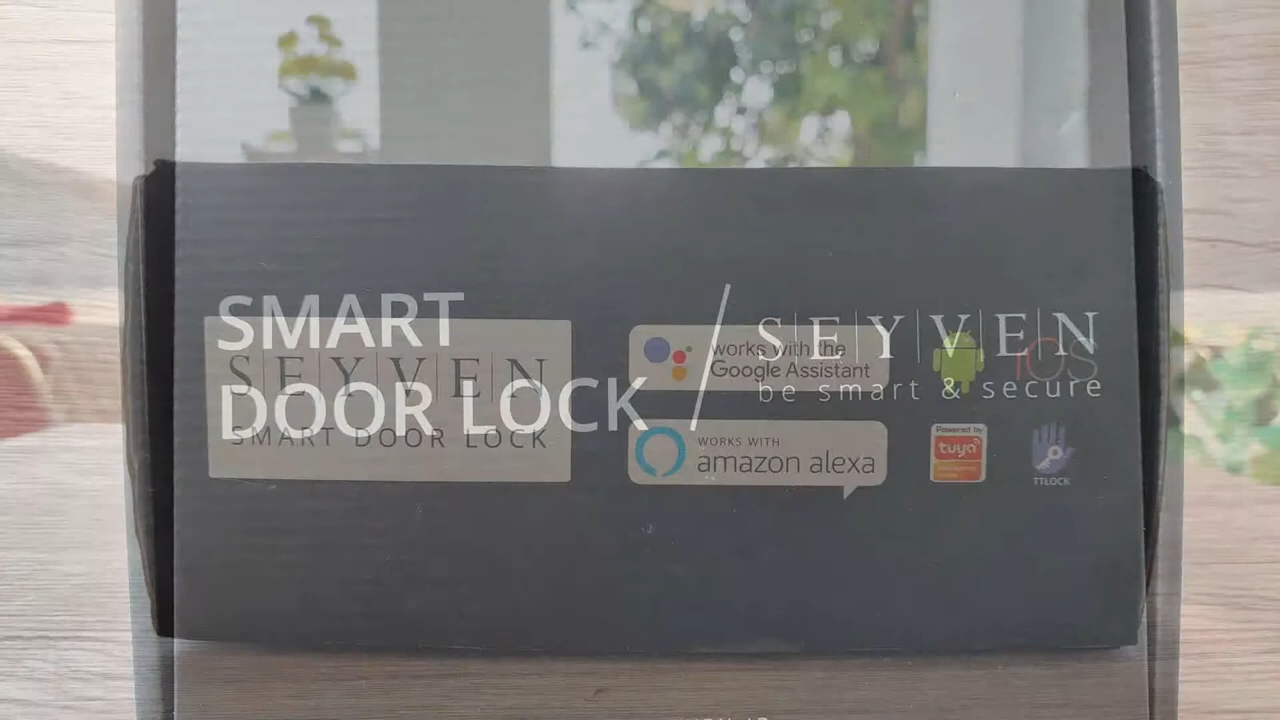 SMART
DOOR LOCK
SEYVEN
be smart & secure
SEYVEN
SMART DOOR LOCK
works with the
Google Assistant
WORKS WITH
amazon alexa
iOS
Powered by
tuya
TTLOCK